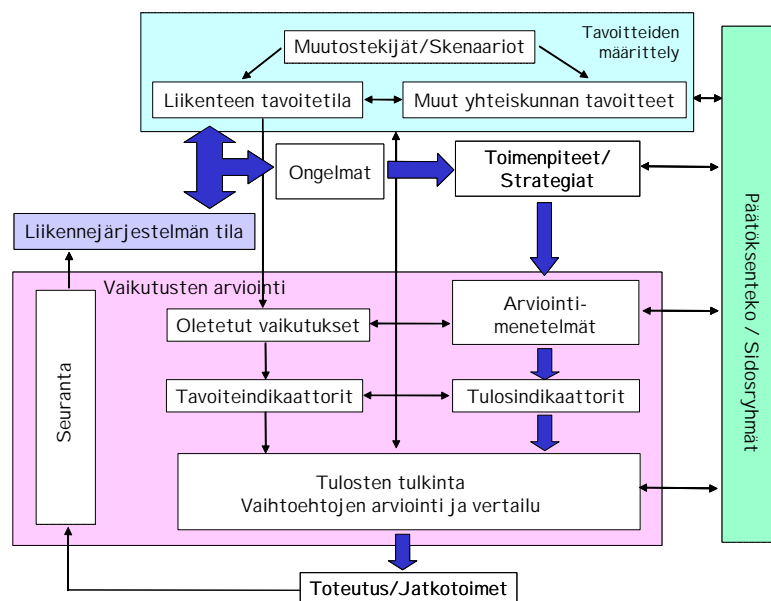 Tavoitteiden
määrittely
Muutostekijät/Skenaariot
Liikenteen tavoitetila
Muut yhteiskunnan tavoitteet
Ongelmat
Toimenpiteet/
Strategiat
Liikennejärjestelmän tila
Päätöksenteko / Sidosryhmät
Vaikutusten arviointi
Seuranta
Oletetut vaikutukset
Arviointi-
menetelmät
Tavoiteindikaattorit
Tulosindikaattorit
Tulosten tulkinta
Vaihtoehtojen arviointi ja vertailu
Toteutus/Jatkotoimet